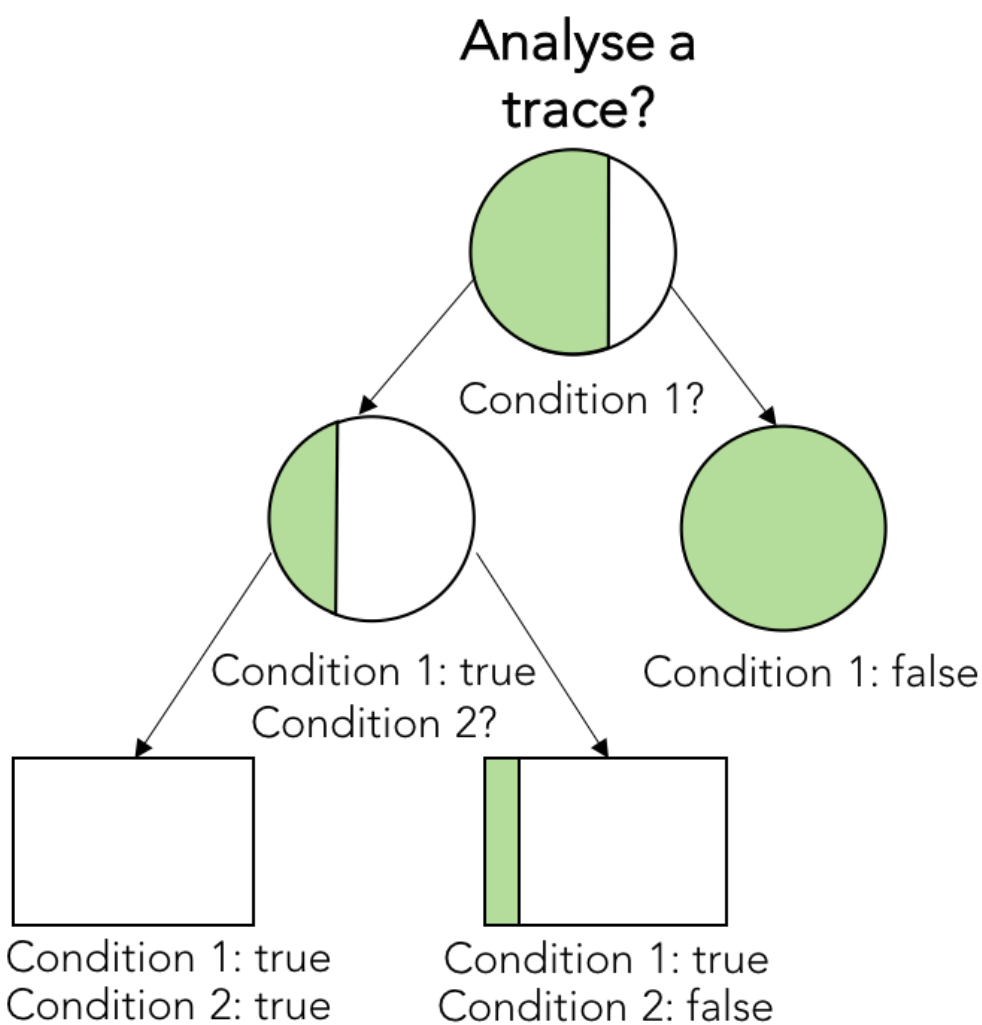 Analyse a
trace?
Condition 1?
Condition 1: true
Condition 2?
Condition 1: false
Condition 1: true
Condition 2: true
Condition 1: true
Condition 2: false